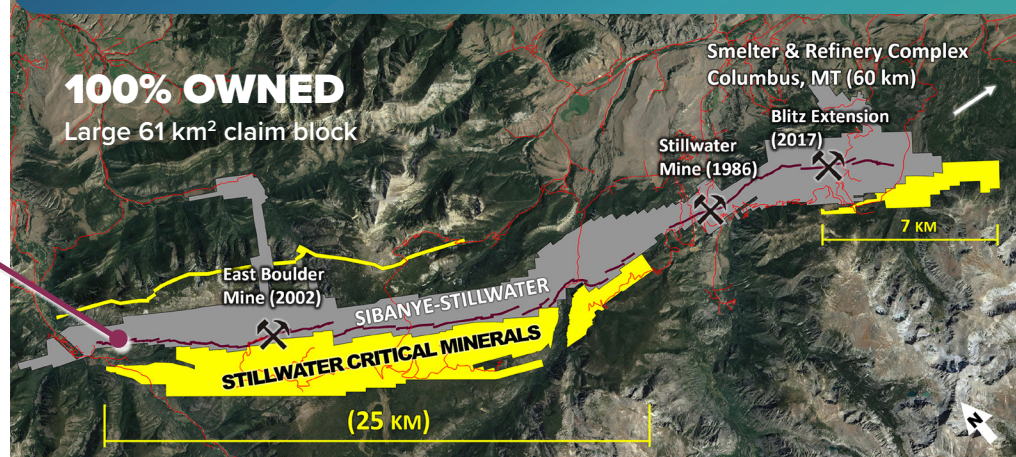 100% OWNED
Large 61 km² claim block
Smelter & Refinery Complex
Columbus, MT (60 km)
Blitz Extension
(2017)
Stillwater
Mine (1986)
7 KM
East Boulder
Mine (2002)
SIBANYE-STILLWATER
STILLWATER CRITICAL MINERALS
(25 KM)
N